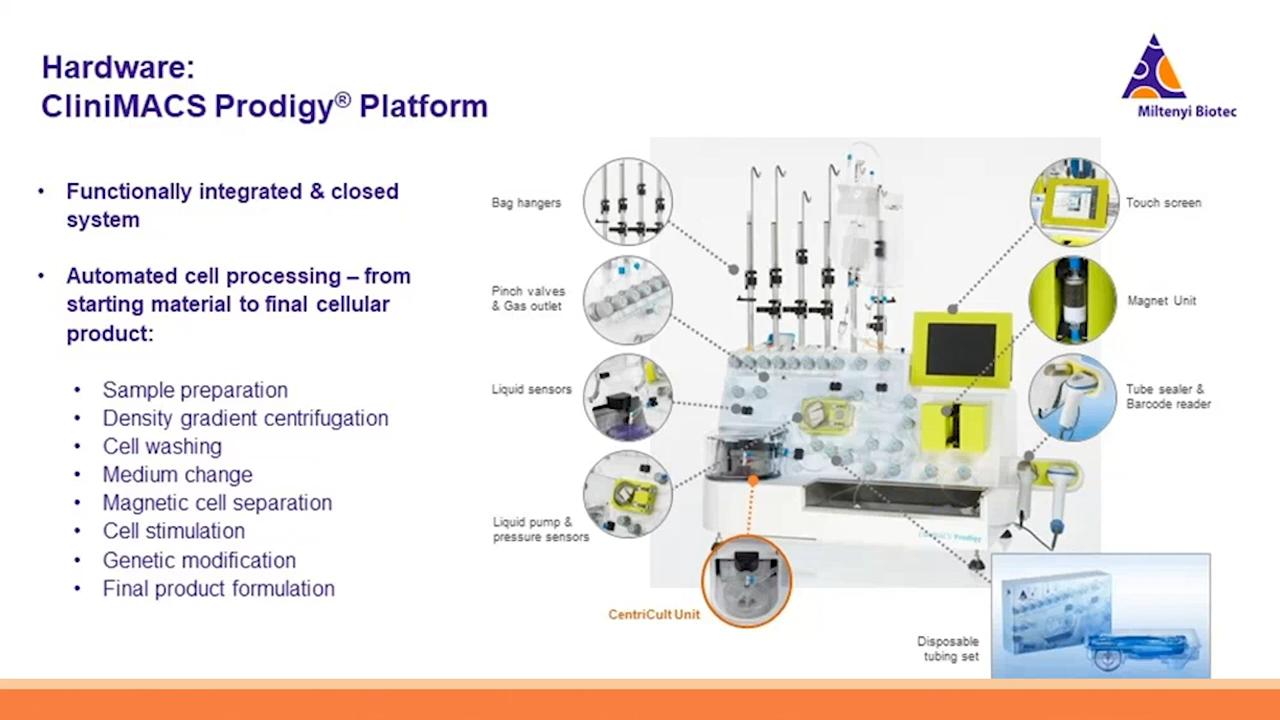 Hardware:
CliniMACS Prodigy® Platform
Miltenyi Biotec
• Functionally integrated & closed
system
• Automated cell processing – from
starting material to final cellular
product:
• Sample preparation
• Density gradient centrifugation
• Cell washing
• Medium change
• Magnetic cell separation
• Cell stimulation
• Genetic modification
• Final product formulation
Bag hangers
Pinch valves
& Gas outlet
Liquid sensors
Liquid pump &
pressure sensors
CentriCult Unit
Touch screen
Magnet Unit
Tube sealer &
Barcode reader
CliniMACS Prodigy
Disposable
tubing set